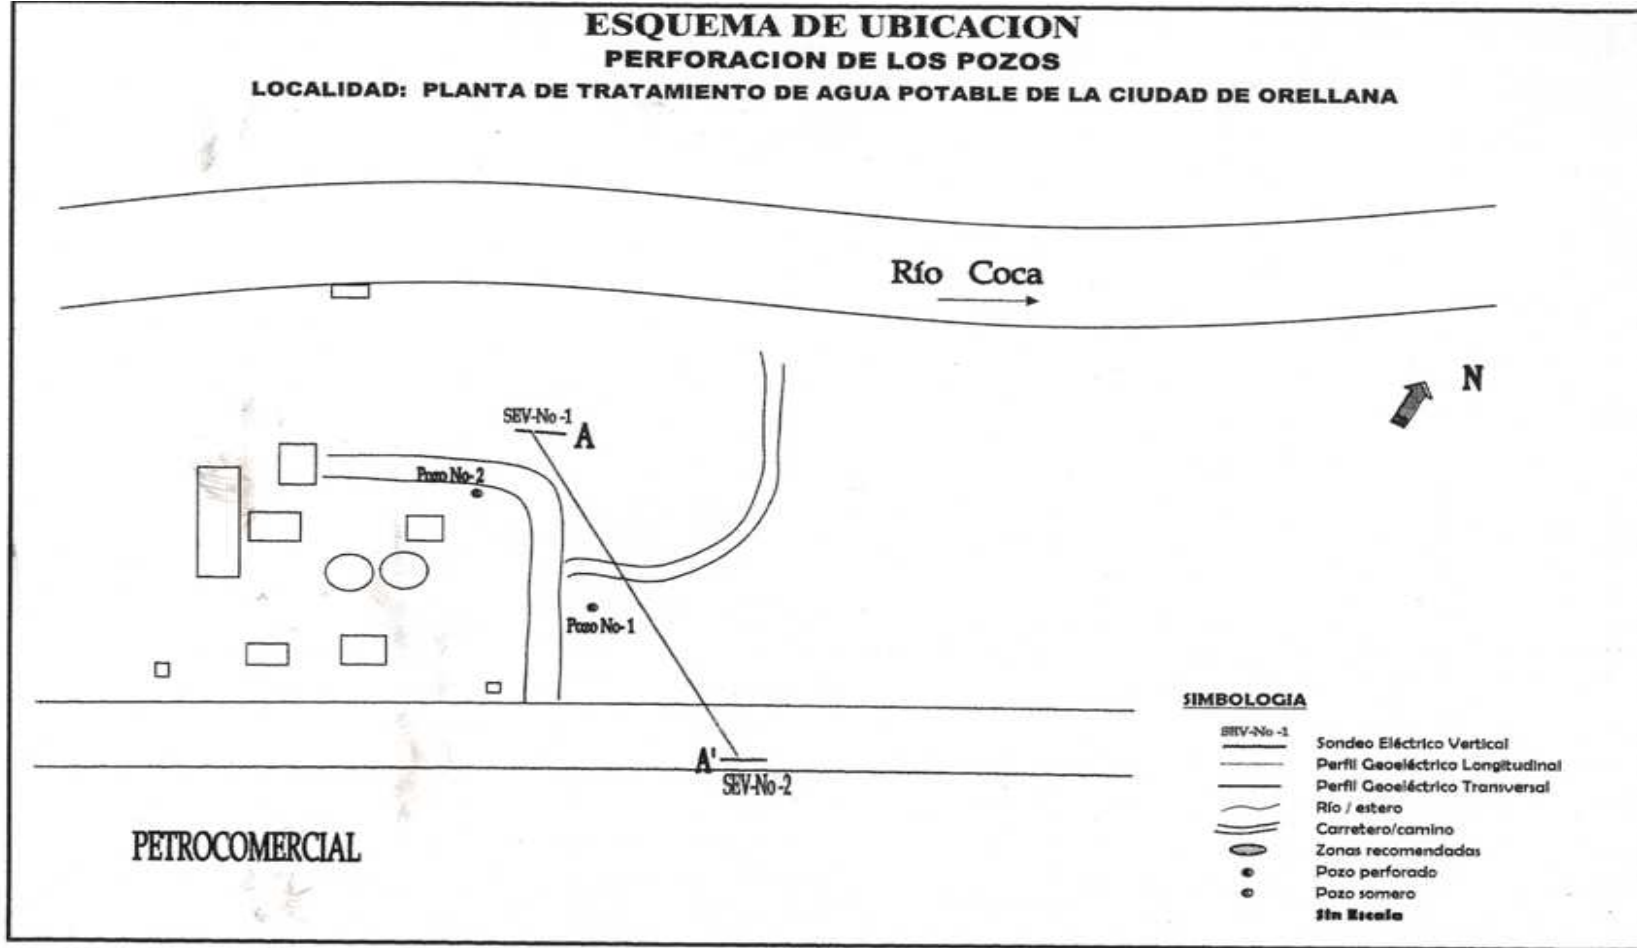 ESQUEMA DE UBICACION
PERFORACION DE LOS POZOS
LOCALIDAD: PLANTA DE TRATAMIENTO DE AGUA POTABLE DE LA CIUDAD DE ORELLANA
Río Coca
N
SEV-No -1
A
Pozo No- 2
Pozo No- 1
A'
SEV-No -2
PETROCOMERCIAL
SIMBOLOGIA
SEV-No -1
Sondeo Eléctrico Vertical
Perfil Geoeléctrico Longitudinal
Perfil Geoeléctrico Transversal
Río / estero
Carretero/camino
Zonas recomendadas
Pozo perforado
Pozo somero
Sin Escala